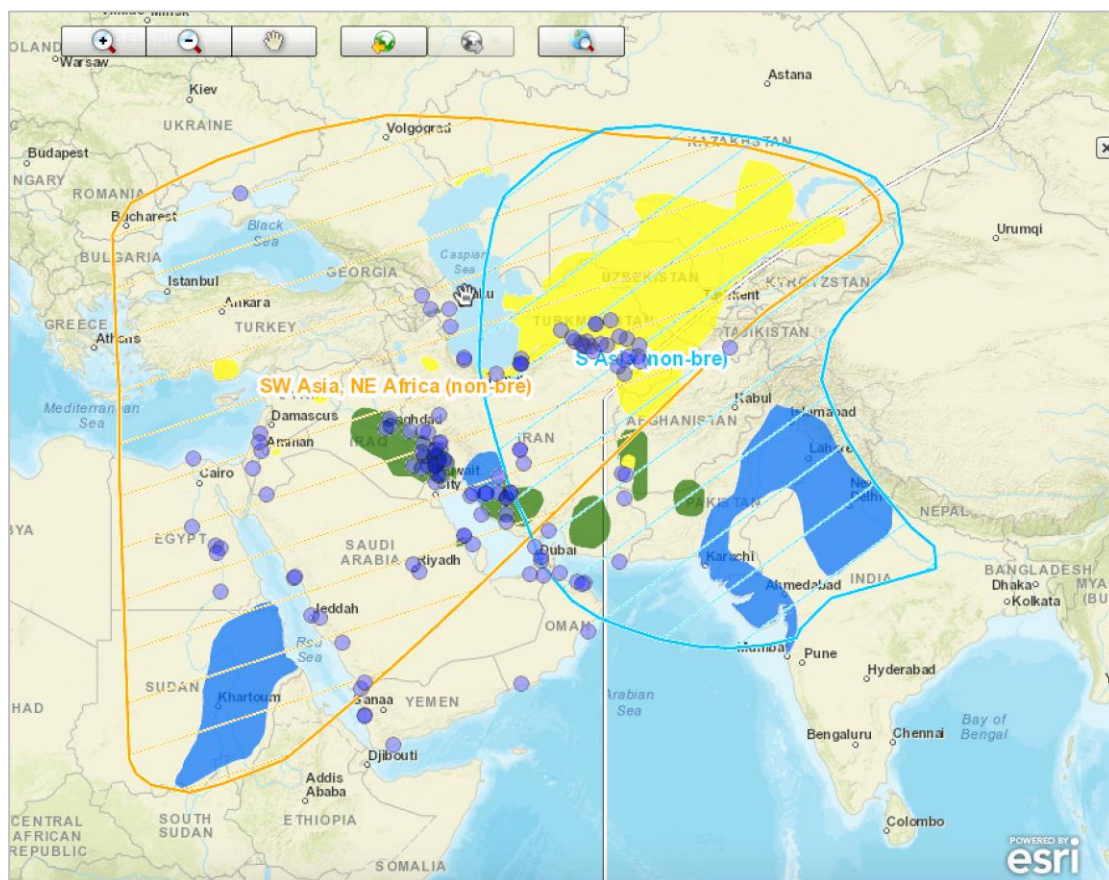 Vilnius
Minsk
Warsaw
Astana
Kiev
UKRAINE
Volgograd
KAZAKHSTAN
Budapest
ROMANIA
Bucharest
Black
Sea
Urumqi
BULGARIA
Caspian
Sea
Istanbul
GEORGIA
UZBEKISTAN
KYRGYZSTAN
Ankara
GREECE
TURKEY
TURKMENISTAN
TAJIKISTAN
Athens
S Asia (non-bre)
SW Asia, NE Africa (non-bre)
Mediterranean
Sea
Damascus
Baghdad
Kabul
Islamabad
AFGHANISTAN
Amman
IRAQ
IRAN
Lahore
Cairo
Kuwait
City
New
Delhi
PAKISTAN
NEPAL
EGYPT
SAUDI
ARABIA
Riyadh
Dubai
Karachi
BANGLADESH
Dhaka
Ahmedabad
INDIA
Kolkata
Jeddah
OMAN
Red
Sea
Mumbai
Pune
Hyderabad
SUDAN
Khartoum
Sanaa
YEMEN
Arabian
Sea
Bay of
Bengal
Bengaluru
Chennai
Djibouti
Addis
Ababa
CENTRAL
AFRICAN
REPUBLIC
SOUTH
SUDAN
ETHIOPIA
Colombo
SOMALIA
POWERED BY
esri